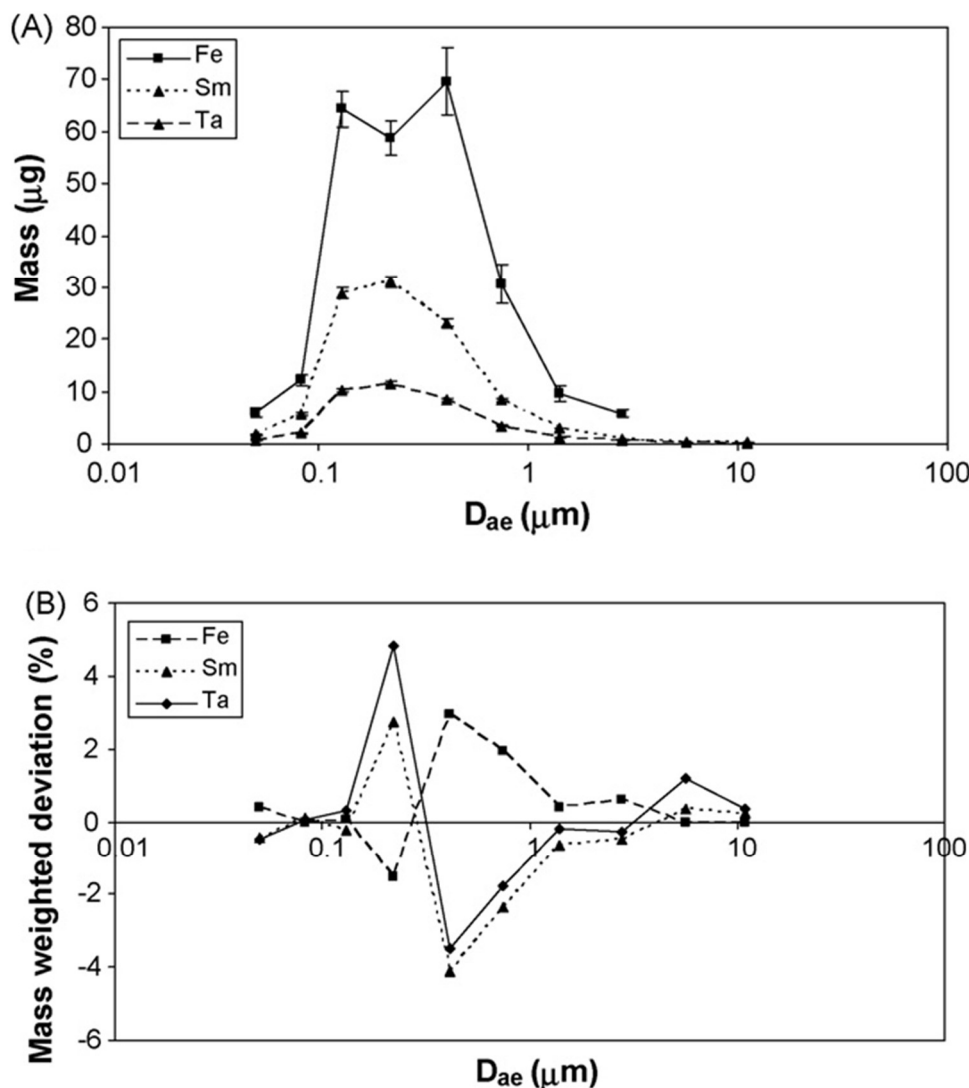 (A)
80
70
60
50
40
30
20
10
0
Mass (μg)
Fe
Sm
Ta
0.01
0.1
1
10
100
Dae (μm)
(B)
6
4
2
0
-2
-4
-6
Mass weighted deviation (%)
Fe
Sm
Ta
0.01
0.1
1
10
100
Dae (μm)